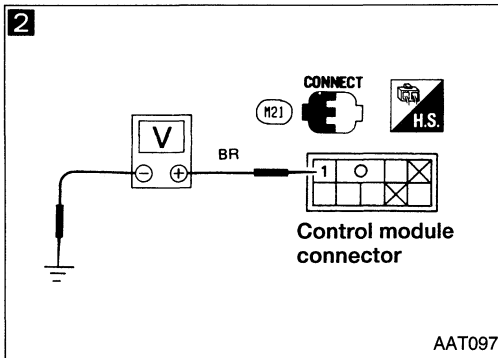 2
CONNECT
M21
H.S.
V
BR
1
Control module
connector
AAT097